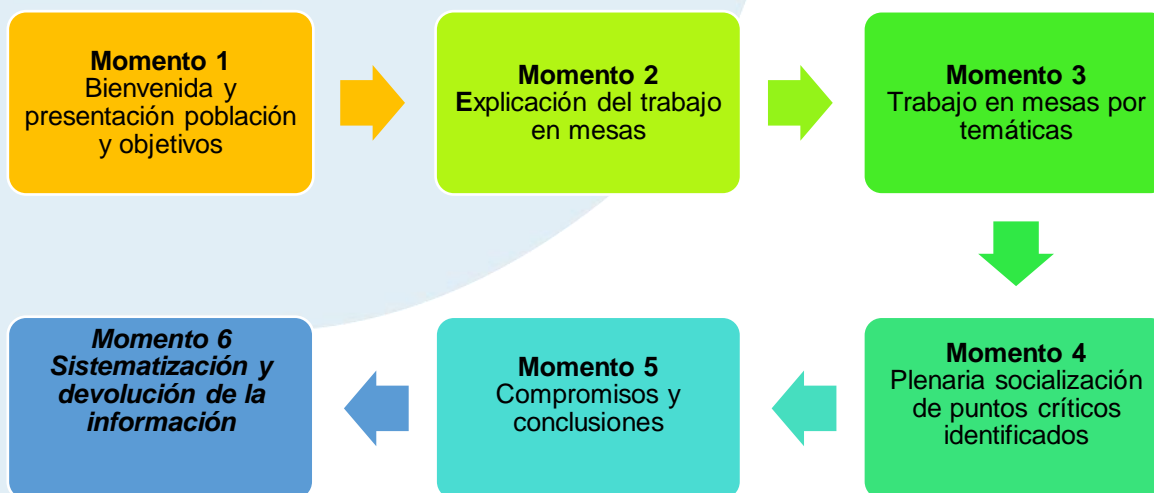 Momento 1
Bienvenida y
presentación población
y objetivos
Momento 2
Explicación del trabajo
en mesas
Momento 3
Trabajo en mesas por
temáticas
Momento 4
Plenaria socialización
de puntos críticos
identificados
Momento 5
Compromisos y
conclusiones
Momento 6
Sistematización y
devolución de la
información